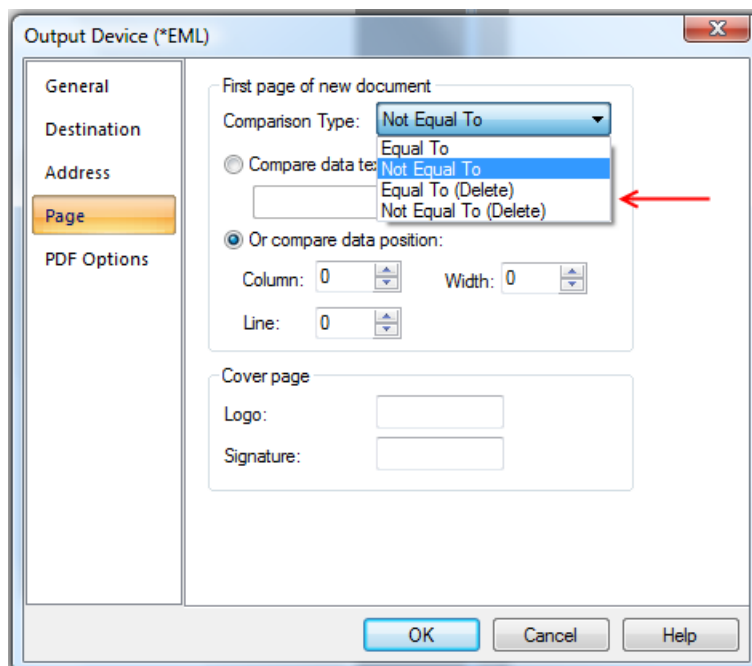 Output Device (*EML)
General
Destination
Address
Page
PDF Options
First page of new document
Comparison Type: Not Equal To
Equal To
Not Equal To
Equal To (Delete)
Not Equal To (Delete)
Compare data
Or compare data position:
Column: 0 Width: 0
Line: 0
Cover page
Logo:
Signature:
OK Cancel Help